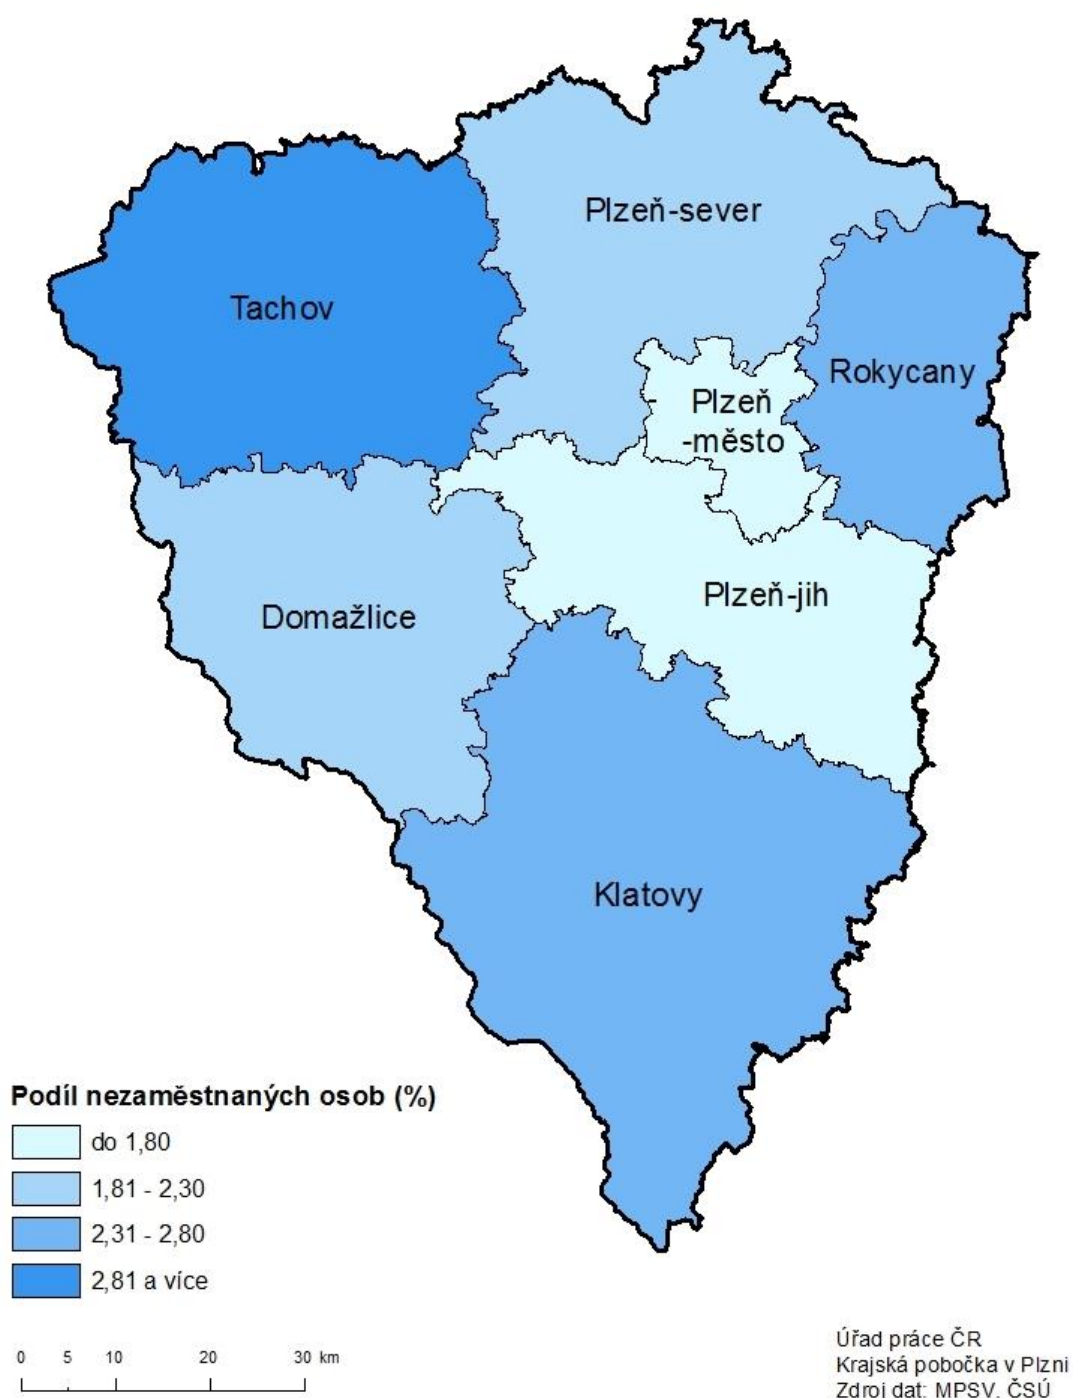 Plzeň-sever
Tachov
Rokycany
Plzeň
-město
Plzeň-jih
Domažlice
Klatovy
Podíl nezaměstnaných osob (%)
do 1,80
1,81 - 2,30
2,31 - 2,80
2,81 a více
0 5 10 20 30 km
Úřad práce ČR
Krajská pobočka v Plzni
Zdroj dat: MPSV, ČSÚ